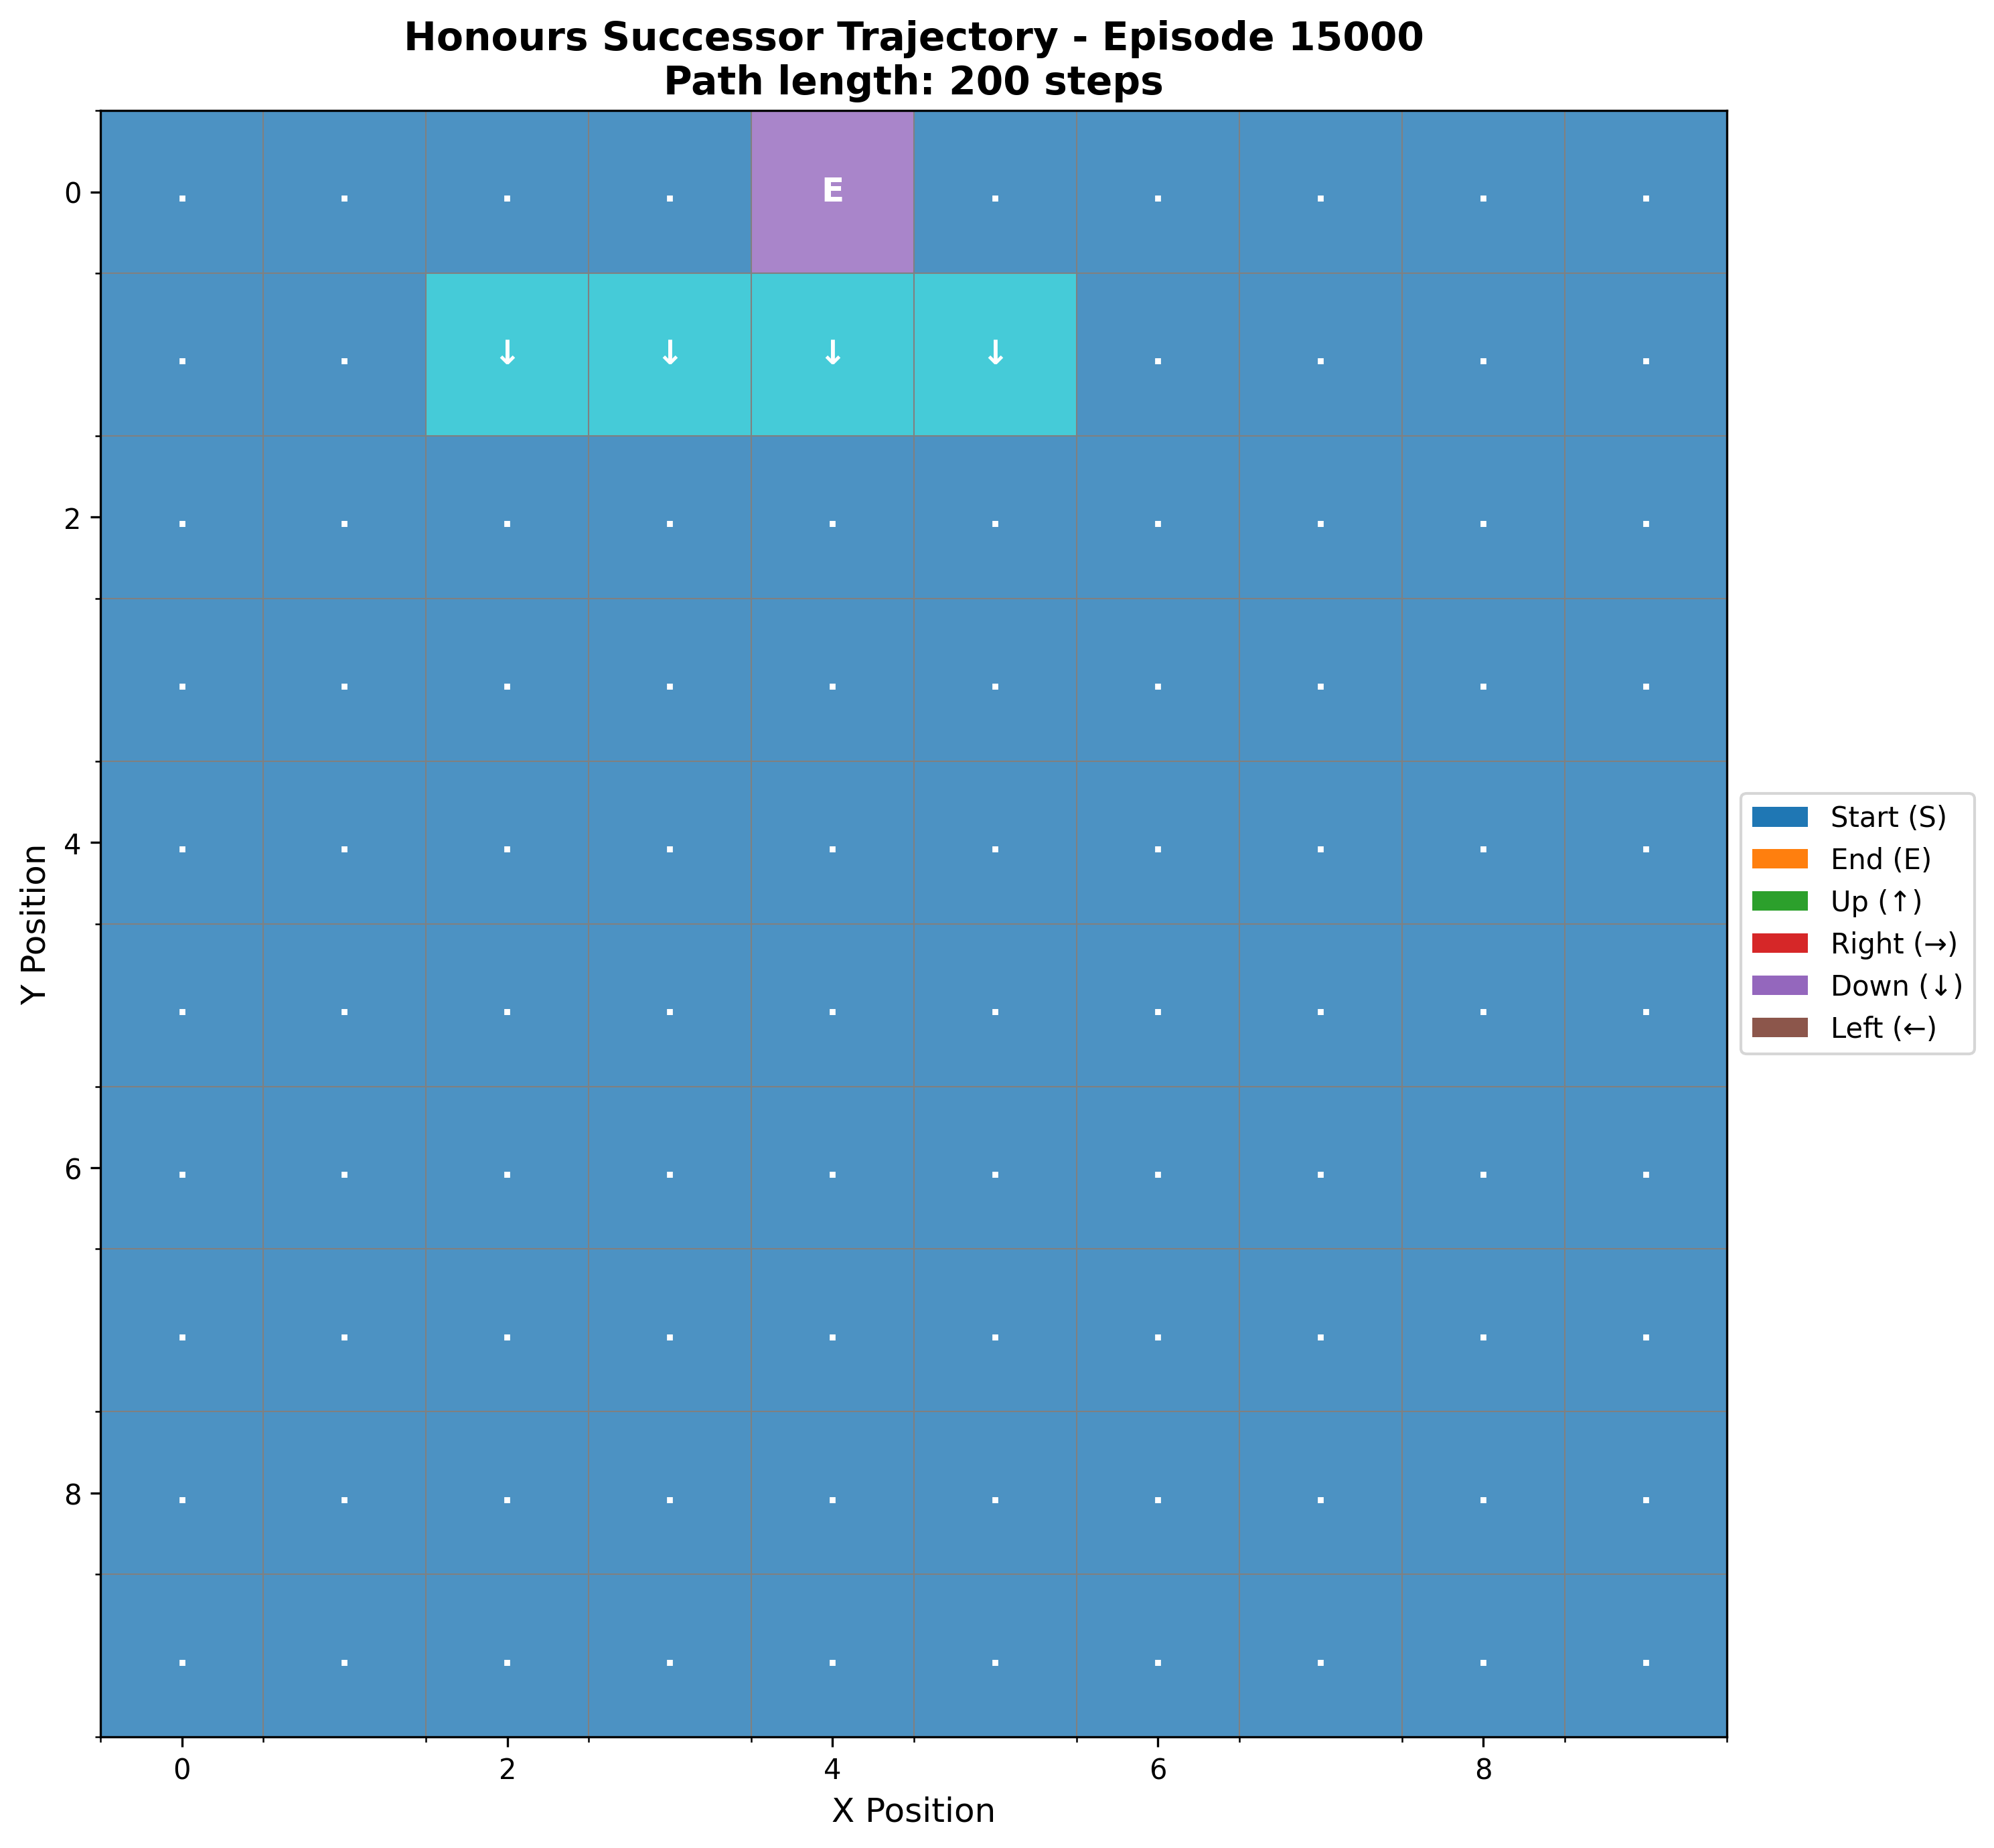 Honours Successor Trajectory - Episode 15000
Path length: 200 steps
0 . . . . E . . . . .
. . ↓ ↓ ↓ ↓ . . . .
2 . . . . . . . . . .
. . . . . . . . . .
4 . . . . . . . . . .
. . . . . . . . . .
6 . . . . . . . . . .
. . . . . . . . . .
8 . . . . . . . . . .
. . . . . . . . . .
0 2 4 6 8
X Position
Y Position
Start (S)
End (E)
Up (↑)
Right (→)
Down (↓)
Left (←)